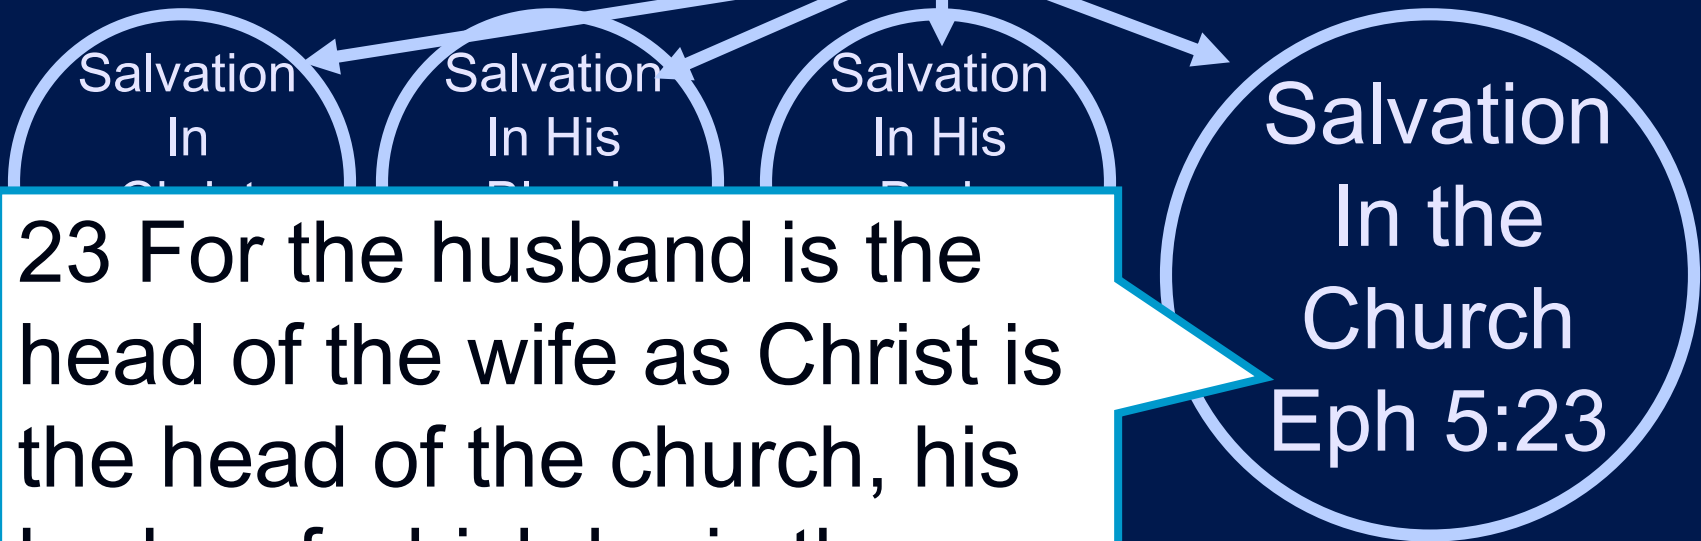 Salvation
In
Salvation
In His
Salvation
In His
Salvation
In the
Church
Eph 5:23
23 For the husband is the
head of the wife as Christ is
the head of the church, his